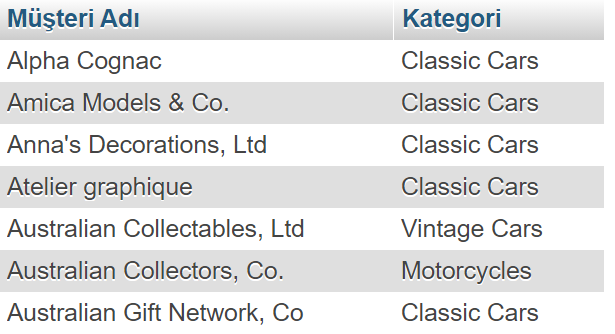 Müşteri Adı Kategori
Alpha Cognac Classic Cars
Amica Models & Co. Classic Cars
Anna's Decorations, Ltd Classic Cars
Atelier graphique Classic Cars
Australian Collectables, Ltd Vintage Cars
Australian Collectors, Co. Motorcycles
Australian Gift Network, Co Classic Cars